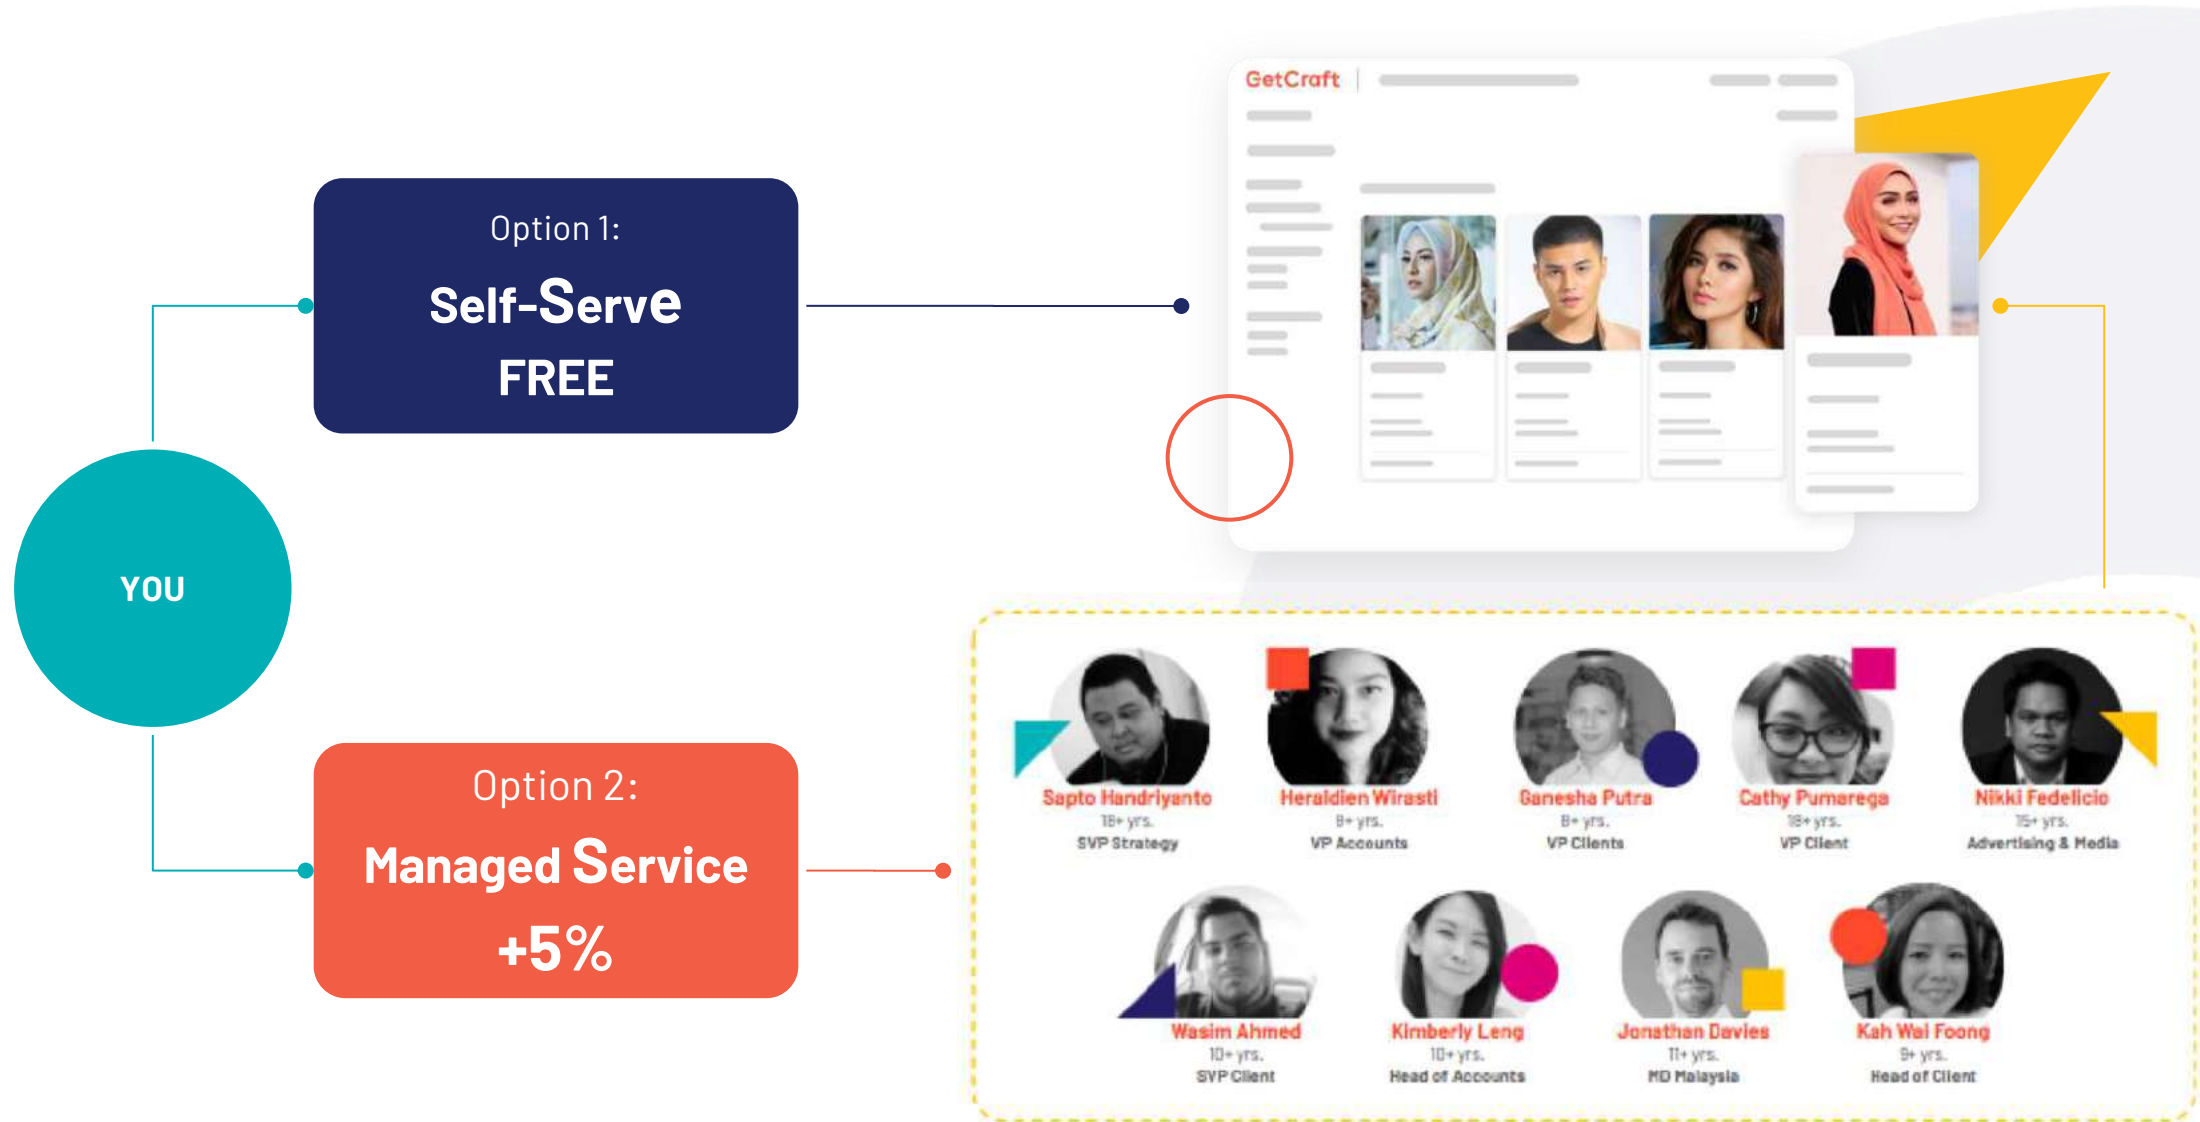 GetCraft
Option 1:
Self-Serve
FREE
YOU
Option 2:
Managed Service
+5%
Sapto Handriyanto
18+ yrs.
SVP Strategy
Heraldien Wirasti
9+ yrs.
VP Accounts
Ganesha Putra
8+ yrs.
VP Clients
Cathy Pumarega
18+ yrs.
VP Client
Nikki Fedelicio
15+ yrs.
Advertising & Media
Wasim Ahmed
10+ yrs.
SVP Client
Kimberly Leng
10+ yrs.
Head of Accounts
Jonathan Davies
11+ yrs.
MD Malaysia
Kah Wai Foong
9+ yrs.
Head of Client